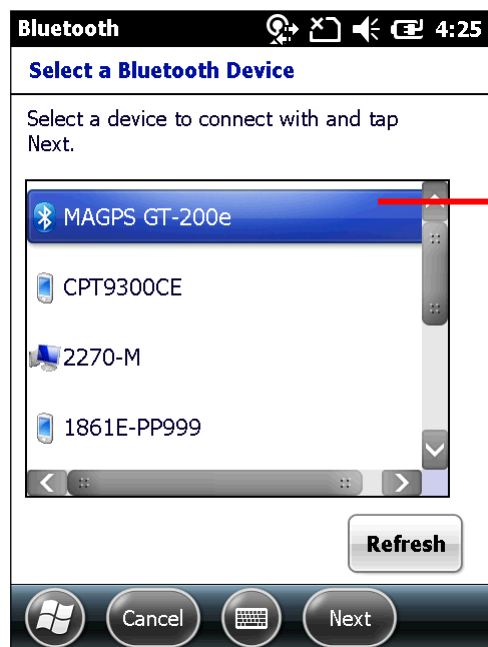 Bluetooth 4:25
Select a Bluetooth Device
Select a device to connect with and tap
Next.
MAGPS GT-200e
CPT9300CE
2270-M
1861E-PP999
Refresh
Cancel Next